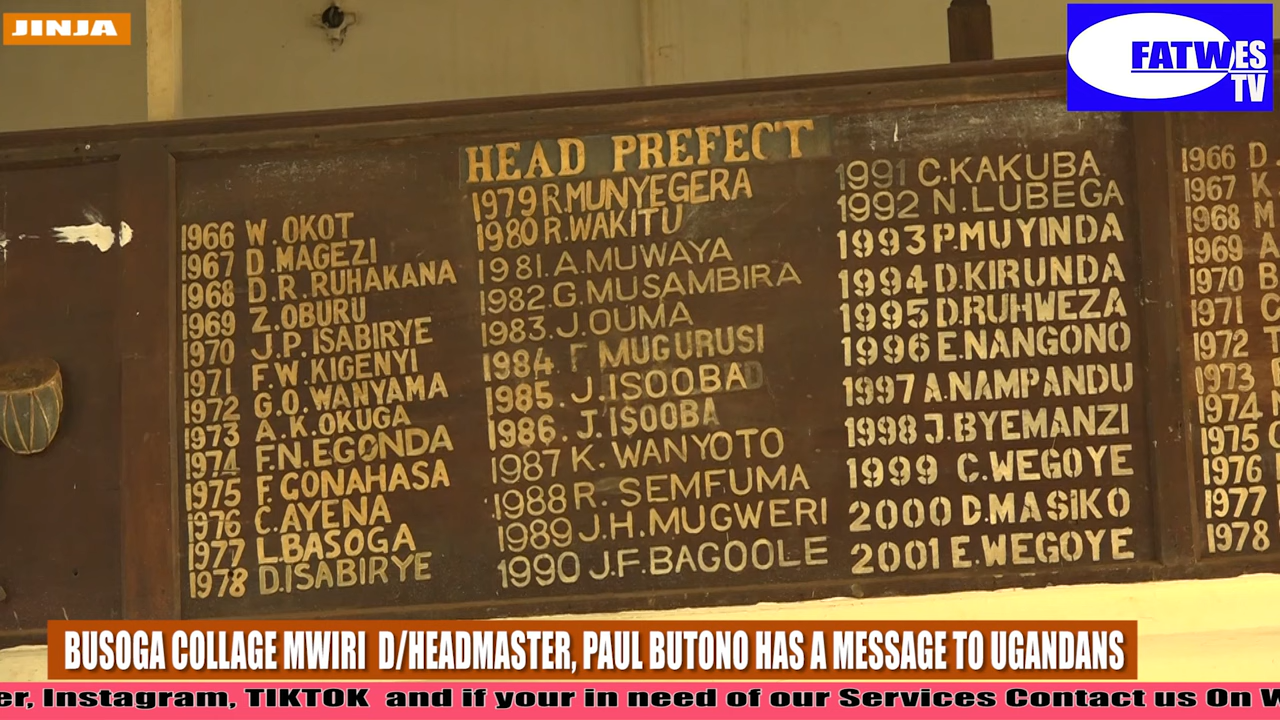 JINJA
FATWES
TV
HEAD PREFECT
1966 W.OKOT
1967 D.MAGEZI
1968 D.R.RUHAKANA
1969 Z.OBURU
1970 J.P.ISABIRYE
1971 F.W.KIGENYI
1972 G.O.WANYAMA
1973 A.K.OKUGA
1974 F.N.EGONDA
1975 F.GONAHASA
1976 C.AYENA
1977 L.BASOGA
1978 D.ISABIRYE
1979 R.MUNYEGERA
1980 R.WAKITU
1981.A.MUWAYA
1982.G.MUSAMBIRA
1983.J.OUMA
1984. F MUGURUSI
1985. J.ISOOBA
1986. J.ISOOBA
1987 K. WANYOTO
1988 R. SEMFUMA
1989 J.H.MUGWERI
1990 J.F.BAGOOLE
1991 C.KAKUBA
1992 N.LUBEGA
1993 P.MUYINDA
1994 D.KIRUNDA
1995 D.RUHWEZA
1996 E.NANGONO
1997 A.NAMPANDU
1998 J.BYEMANZI
1999 C.WEGOYE
2000 D.MASIKO
2001 E.WEGOYE
1966 D.
1967 K.
1968 M
1969 A
1970 B
1971 C
1972 T
1973
1974
1975
1976
1977
1978
BUSOGA COLLAGE MWIRI D/HEADMASTER, PAUL BUTONO HAS A MESSAGE TO UGANDANS
er, Instagram, TIKTOK and if your in need of our Services Contact us On W